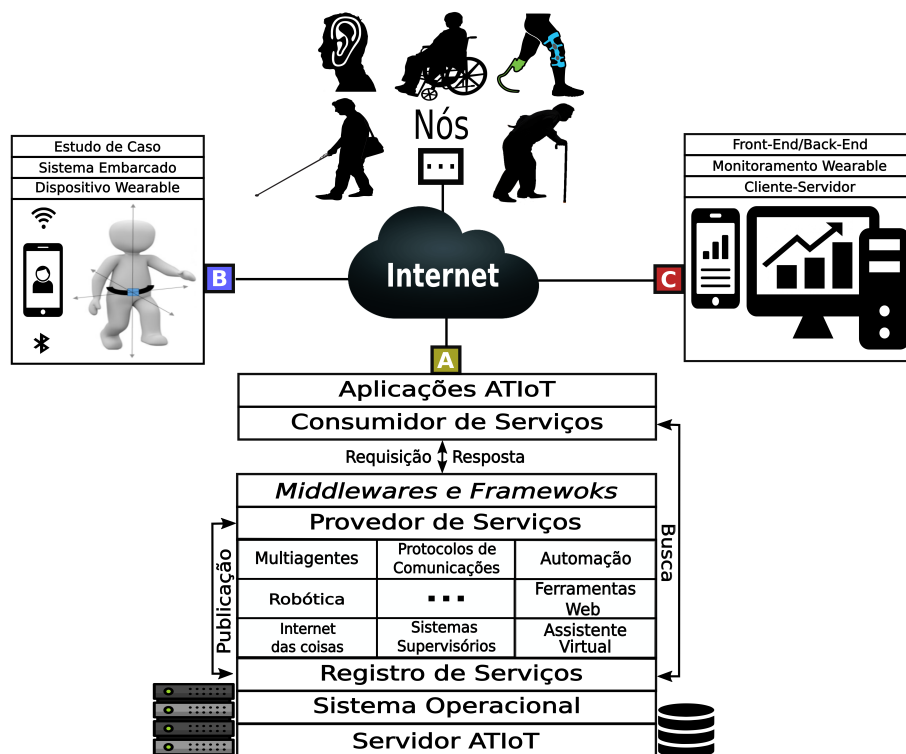 Nós
...
Estudo de Caso
Sistema Embarcado
Dispositivo Wearable
B
Internet
C
Front-End/Back-End
Monitoramento Wearable
Cliente-Servidor
A
Aplicações ATIoT
Consumidor de Serviços
Requisição
Resposta
Middlewares e Framewoks
Provedor de Serviços
Multiagentes
Protocolos de
Comunicações
Automação
Robótica
...
Ferramentas
Web
Internet
das coisas
Sistemas
Supervisórios
Assistente
Virtual
Registro de Serviços
Sistema Operacional
Servidor ATIoT
Publicação
Busca